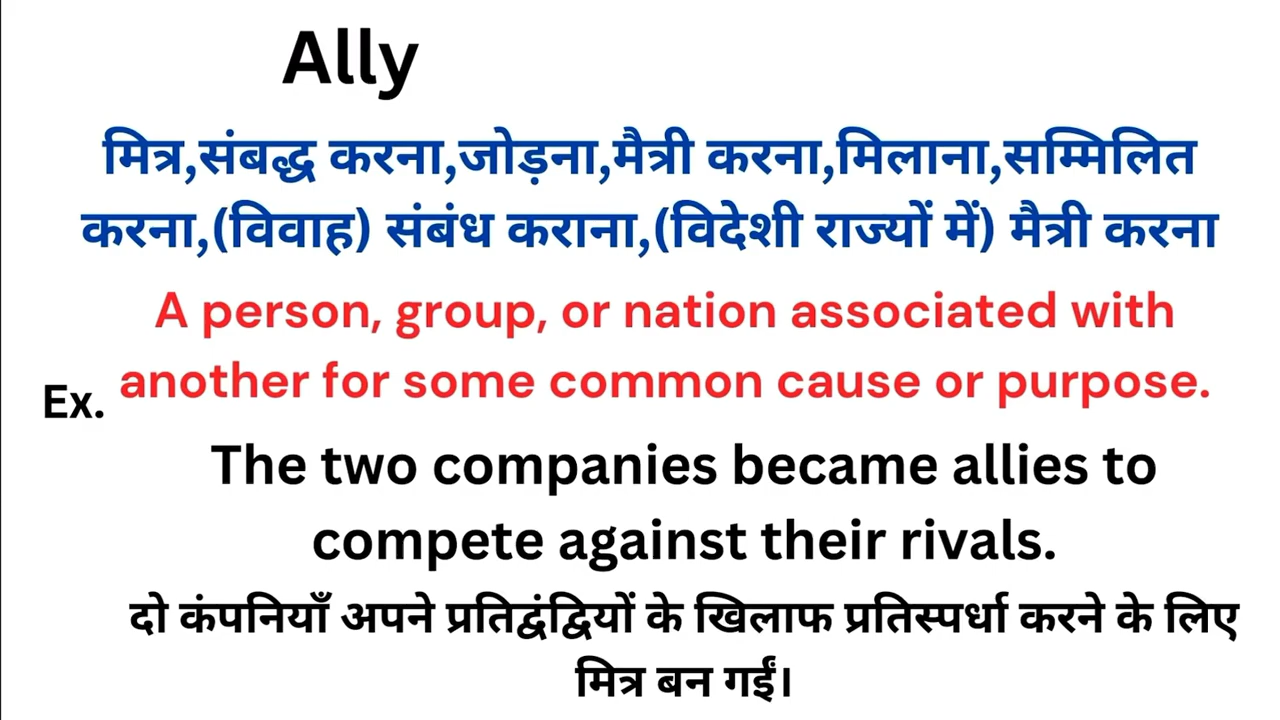 Ally
मित्र,संबद्ध करना,जोड़ना,मैत्री करना,मिलाना,सम्मिलित
करना,(विवाह) संबंध कराना,(विदेशी राज्यों में) मैत्री करना
A person, group, or nation associated with
another for some common cause or purpose.
Ex.
The two companies became allies to
compete against their rivals.
दो कंपनियाँ अपने प्रतिद्वंद्वियों के खिलाफ प्रतिस्पर्धा करने के लिए
मित्र बन गईं।